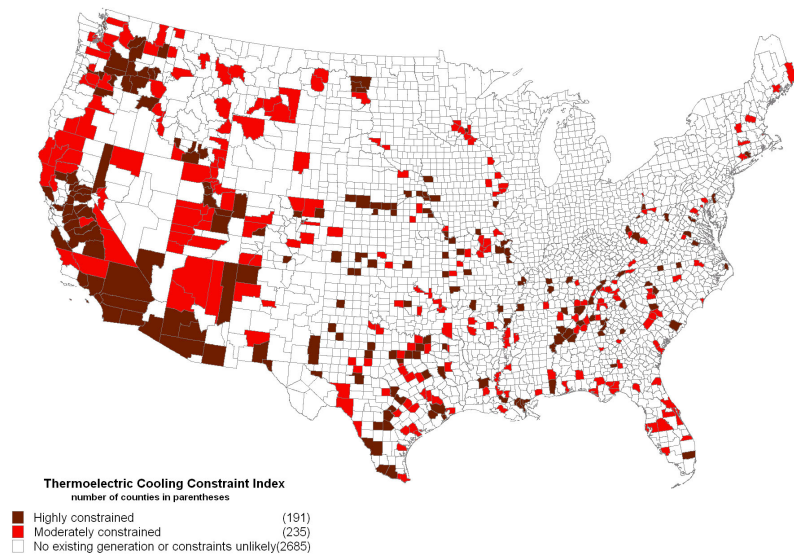 Thermoelectric Cooling Constraint Index
number of counties in parentheses
Highly constrained (191)
Moderately constrained (235)
No existing generation or constraints unlikely(2685)